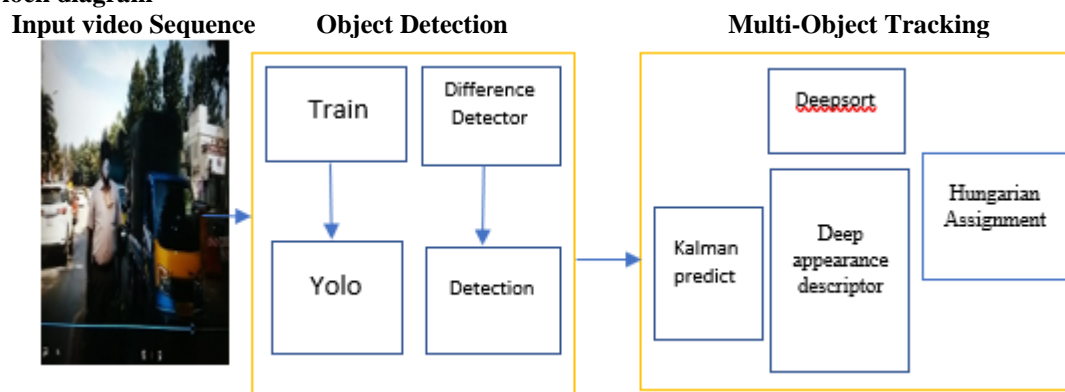 Input video Sequence Object Detection Multi-Object Tracking
Train
Difference
Detector
Yolo
Detection
Deepsort
Kalman
predict
Deep
appearance
descriptor
Hungarian
Assignment